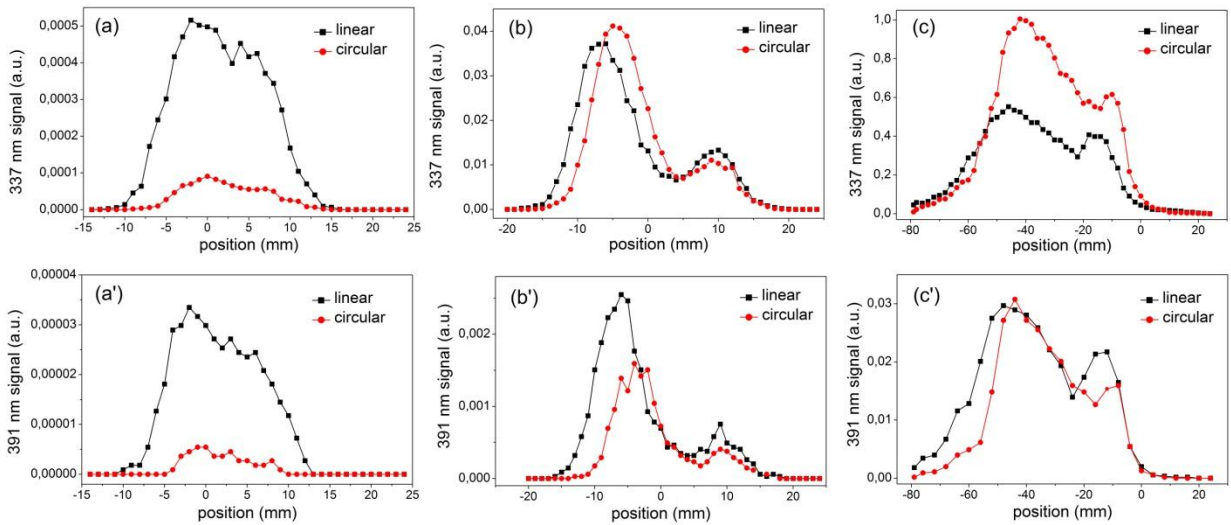 (a)
linear
circular
337 nm signal (a.u.)
0,0005
0,0004
0,0003
0,0002
0,0001
0,0000
-15 -10 -5 0 5 10 15 20 25
position (mm)
(b)
linear
circular
337 nm signal (a.u.)
0,04
0,03
0,02
0,01
0,00
-20 -10 0 10 20
position (mm)
(c)
linear
circular
337 nm signal (a.u.)
1,0
0,8
0,6
0,4
0,2
0,0
-80 -60 -40 -20 0 20
position (mm)
(a')
linear
circular
391 nm signal (a.u.)
0,00004
0,00003
0,00002
0,00001
0,00000
-15 -10 -5 0 5 10 15 20 25
position (mm)
(b')
linear
circular
391 nm signal (a.u.)
0,002
0,001
0,000
-20 -10 0 10 20
position (mm)
(c')
linear
circular
391 nm signal (a.u.)
0,03
0,02
0,01
0,00
-80 -60 -40 -20 0 20
position (mm)